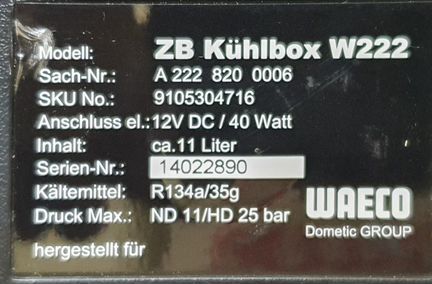 Modell: ZB Kühlbox W222
Sach-Nr.: A 222 820 0006
SKU No.: 9105304716
Anschluss el.: 12V DC / 40 Watt
Inhalt: ca.11 Liter
Serien-Nr.: 14022890
Kältemittel: R134a/35g
Druck Max.: ND 11/HD 25 bar
WAECO
Dometic GROUP
hergestellt für